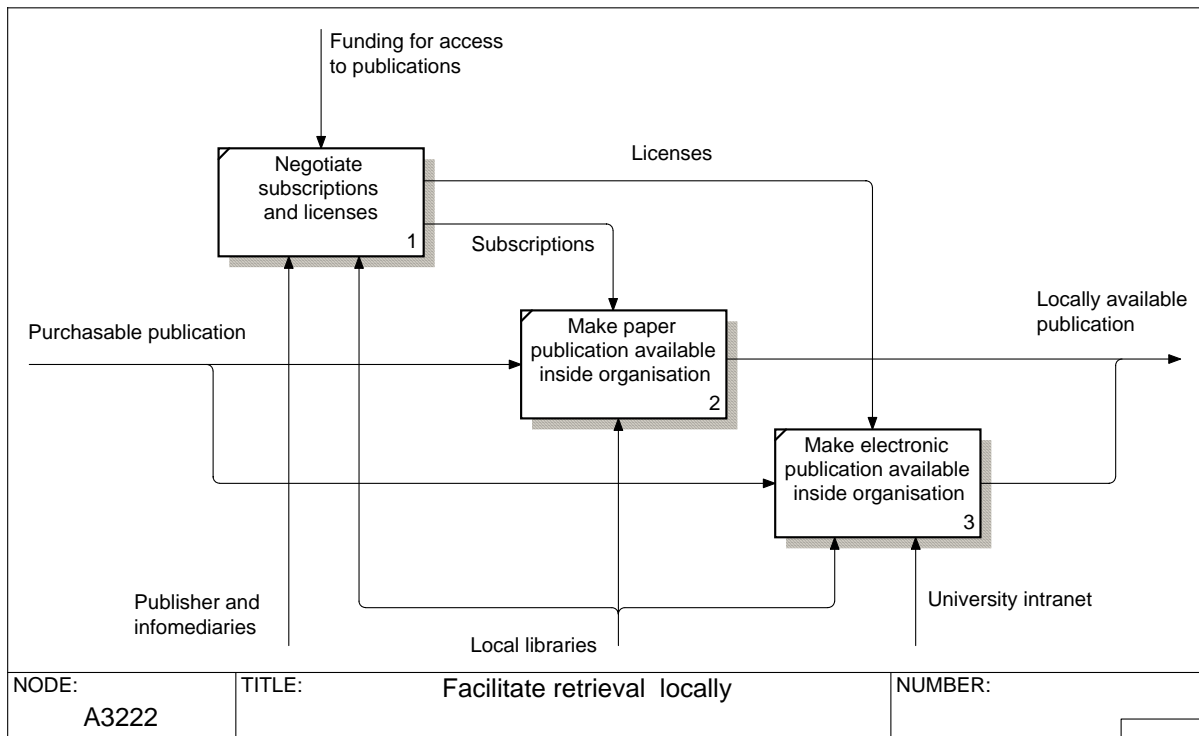 Funding for access
to publications
Negotiate
subscriptions
and licenses
1
Licenses
Subscriptions
Purchasable publication
Make paper
publication available
inside organisation
2
Locally available
publication
Make electronic
publication available
inside organisation
3
Publisher and
infomediaries
Local libraries
University intranet
NODE:
A3222
TITLE:
Facilitate retrieval locally
NUMBER: